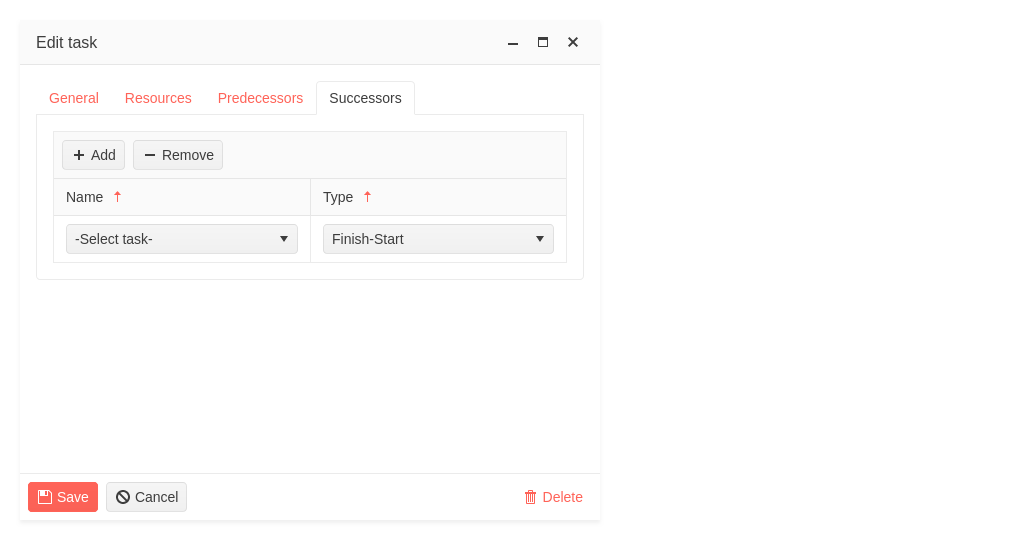 Edit task
General Resources Predecessors Successors
Add Remove
Name Type
-Select task- Finish-Start
Save Cancel Delete